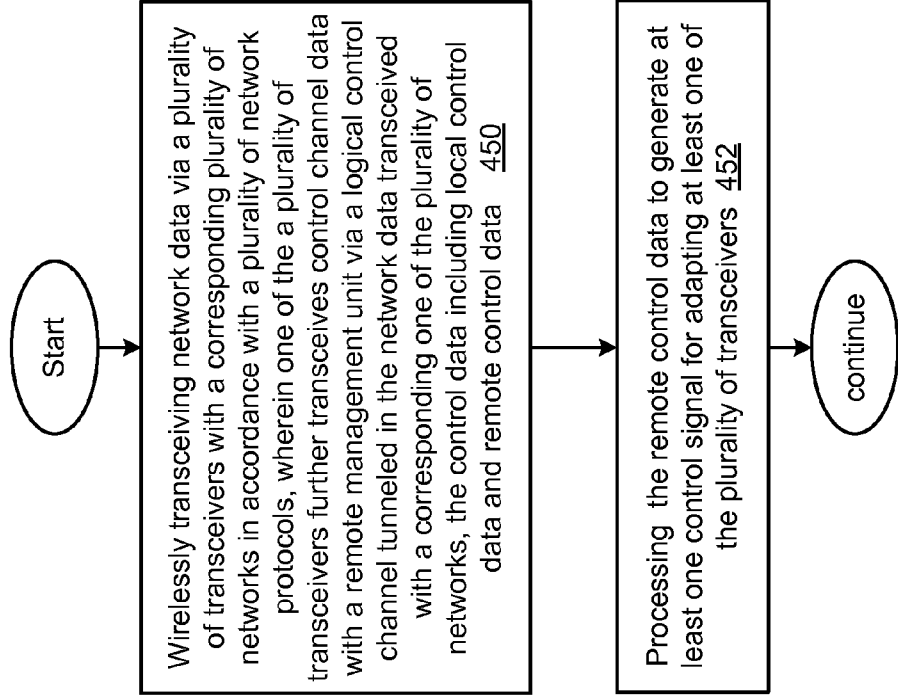 Start
Wirelessly transceiving network data via a plurality
of transceivers with a corresponding plurality of
networks in accordance with a plurality of network
protocols, wherein one of the a plurality of
transceivers further transceives control channel data
with a remote management unit via a logical control
channel tunneled in the network data transceived
with a corresponding one of the plurality of
networks, the control data including local control
data and remote control data 450
Processing the remote control data to generate at
least one control signal for adapting at least one of
the plurality of transceivers 452
continue